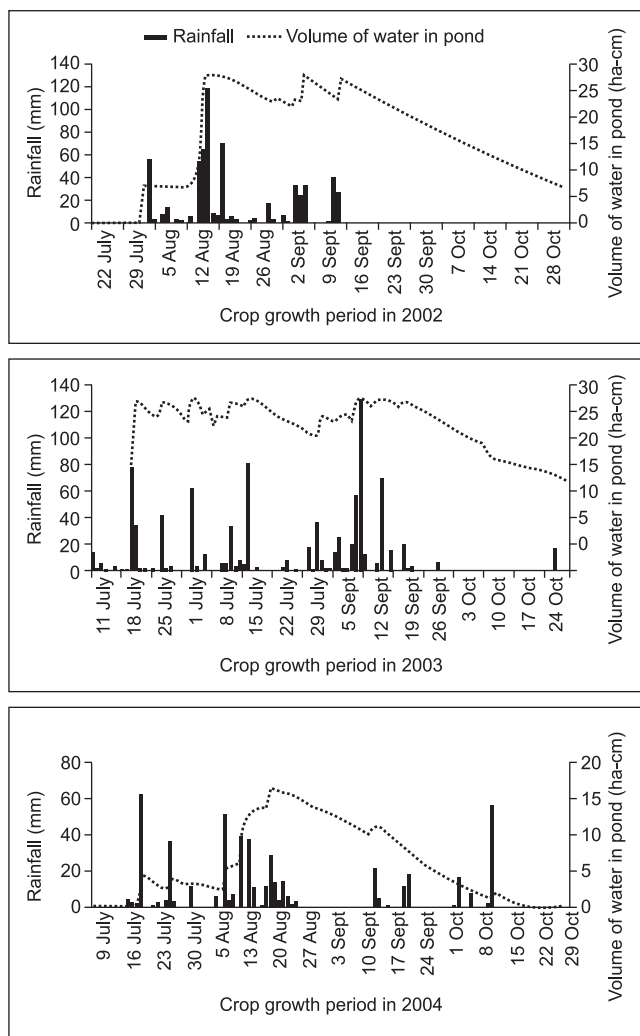 Rainfall Volume of water in pond
Rainfall (mm)
140
120
100
80
60
40
20
0
22 July
29 July
5 Aug
12 Aug
19 Aug
26 Aug
2 Sept
9 Sept
16 Sept
23 Sept
30 Sept
7 Oct
14 Oct
21 Oct
28 Oct
30
25
20
15
10
5
0
Volume of water in pond (ha-cm)
Crop growth period in 2002
Rainfall (mm)
140
120
100
80
60
40
20
0
11 July
18 July
25 July
1 July
8 July
15 July
22 July
29 July
5 Sept
12 Sept
19 Sept
26 Sept
3 Oct
10 Oct
17 Oct
24 Oct
30
25
20
15
10
5
0
0
Volume of water in pond (ha-cm)
Crop growth period in 2003
Rainfall (mm)
80
60
40
20
0
9 July
16 July
23 July
30 July
5 Aug
13 Aug
20 Aug
27 Aug
3 Sept
10 Sept
17 Sept
24 Sept
1 Oct
8 Oct
15 Oct
22 Oct
29 Oct
20
15
10
5
0
Volume of water in pond (ha-cm)
Crop growth period in 2004